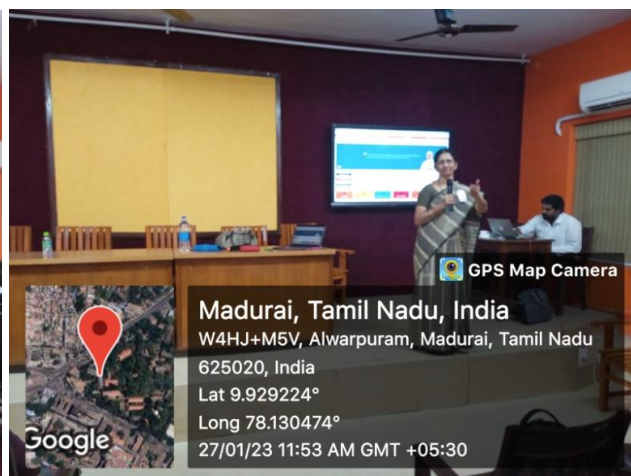 GPS Map Camera
Madurai, Tamil Nadu, India
W4HJ+M5V, Alwarpuram, Madurai, Tamil Nadu
625020, India
Lat 9.929224°
Long 78.130474°
27/01/23 11:53 AM GMT +05:30
Google